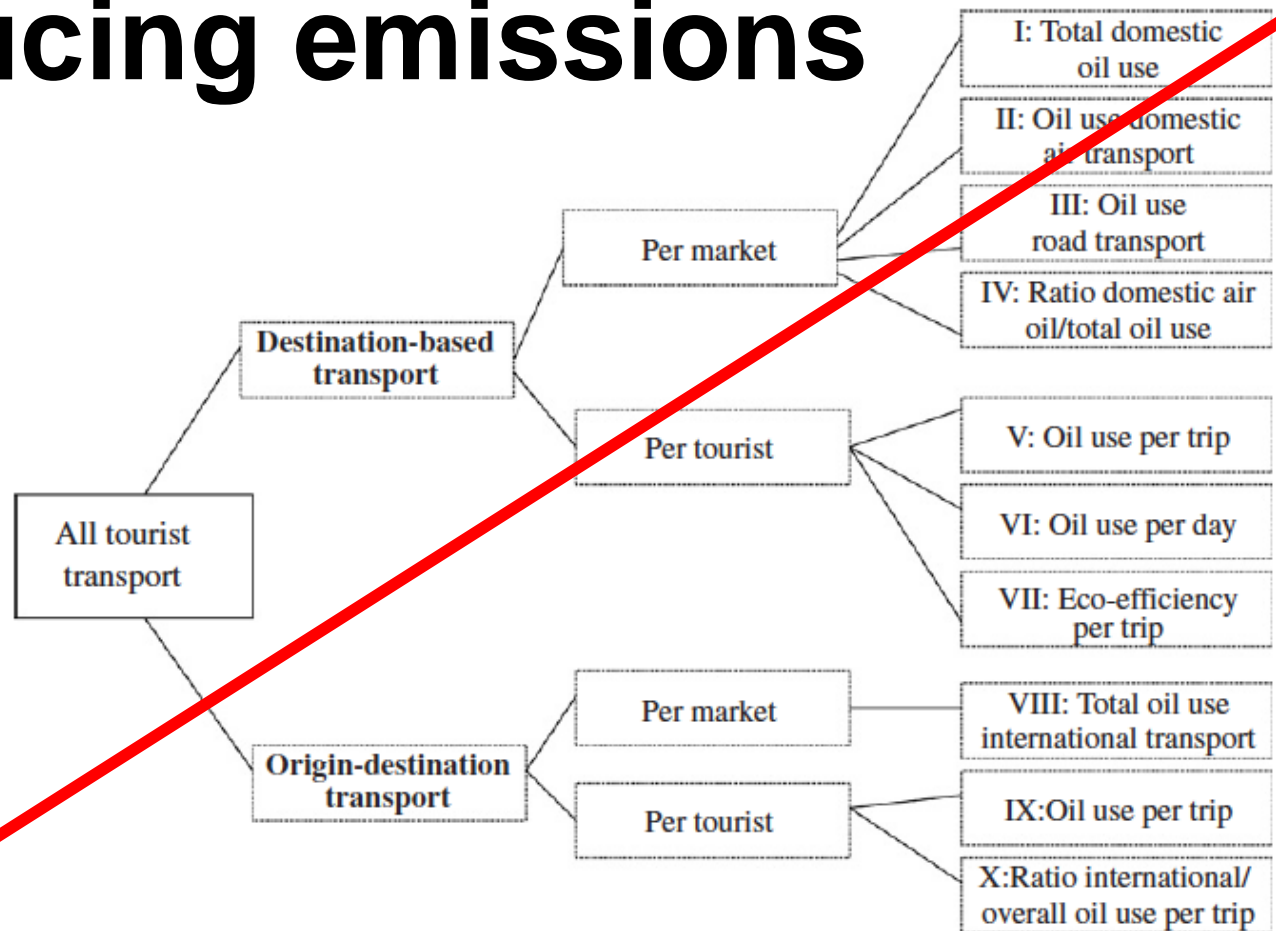 ucing emissions
I: Total domestic
oil use
II: Oil use domestic
air transport
III: Oil use
road transport
IV: Ratio domestic air
oil/total oil use
Per market
Destination-based
transport
Per tourist
V: Oil use per trip
VI: Oil use per day
VII: Eco-efficiency
per trip
All tourist
transport
Origin-destination
transport
Per market
VIII: Total oil use
international transport
Per tourist
IX:Oil use per trip
X:Ratio international/
overall oil use per trip